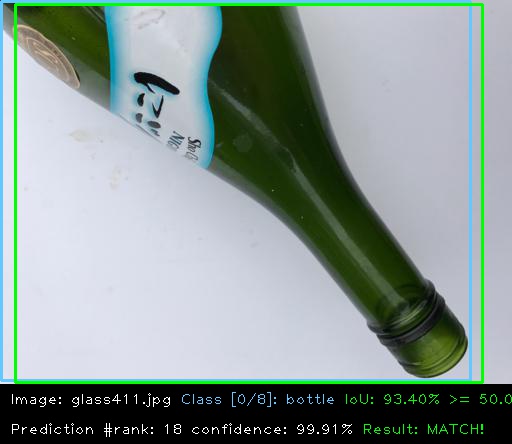 Image: glass411.jpg Class [0/8]: bottle IoU: 93.40% >= 50.0
Prediction #rank: 18 confidence: 99.91% Result: MATCH!